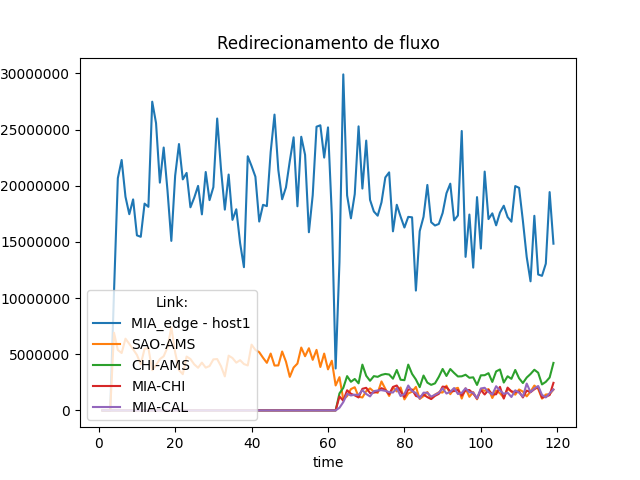 Redirecionamento de fluxo
30000000
25000000
20000000
15000000
10000000
5000000
0
Link:
MIA_edge - host1
SAO-AMS
CHI-AMS
MIA-CHI
MIA-CAL
0 20 40 60 80 100 120
time